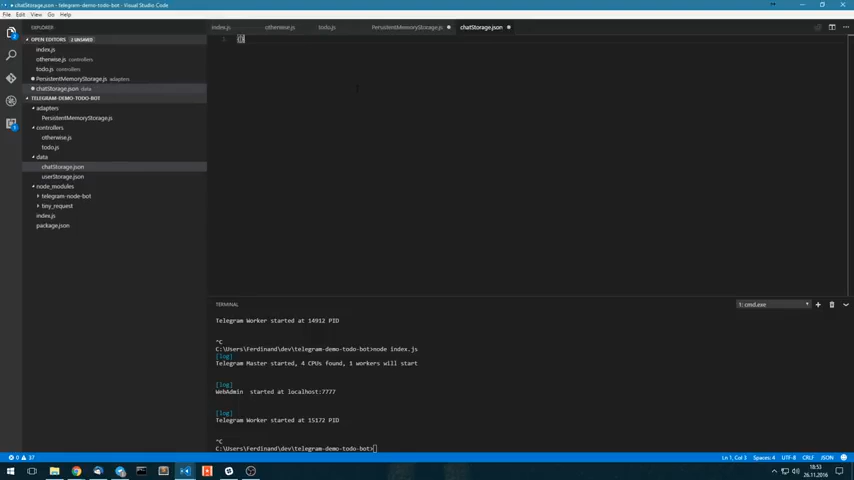 chatStorage.json - telegram-demo-todo-bot - Visual Studio Code
File Edit View Go Help
EXPLORER
index.js otherwise.js todo.js PersistentMemoryStorage.js chatStorage.json
OPEN EDITORS 2 UNSAVED
index.js
otherwise.js controllers
todo.js controllers
PersistentMemoryStorage.js adapters
chatStorage.json data
TELEGRAM-DEMO-TODO-BOT
adapters
PersistentMemoryStorage.js
controllers
otherwise.js
todo.js
data
chatStorage.json
userStorage.json
node_modules
telegram-node-bot
tiny_request
index.js
package.json
1 {}
TERMINAL
1: cmd.exe
Telegram Worker started at 14912 PID
^C
C:\Users\Ferdinand\dev\telegram-demo-todo-bot>node index.js
[log]
Telegram Master started, 4 CPUs found, 1 workers will start
[log]
WebAdmin started at localhost:7777
[log]
Telegram Worker started at 15172 PID
^C
C:\Users\Ferdinand\dev\telegram-demo-todo-bot>
0 37
Ln 1, Col 3 Spaces: 4 UTF-8 CRLF JSON
18:53
26.11.2016